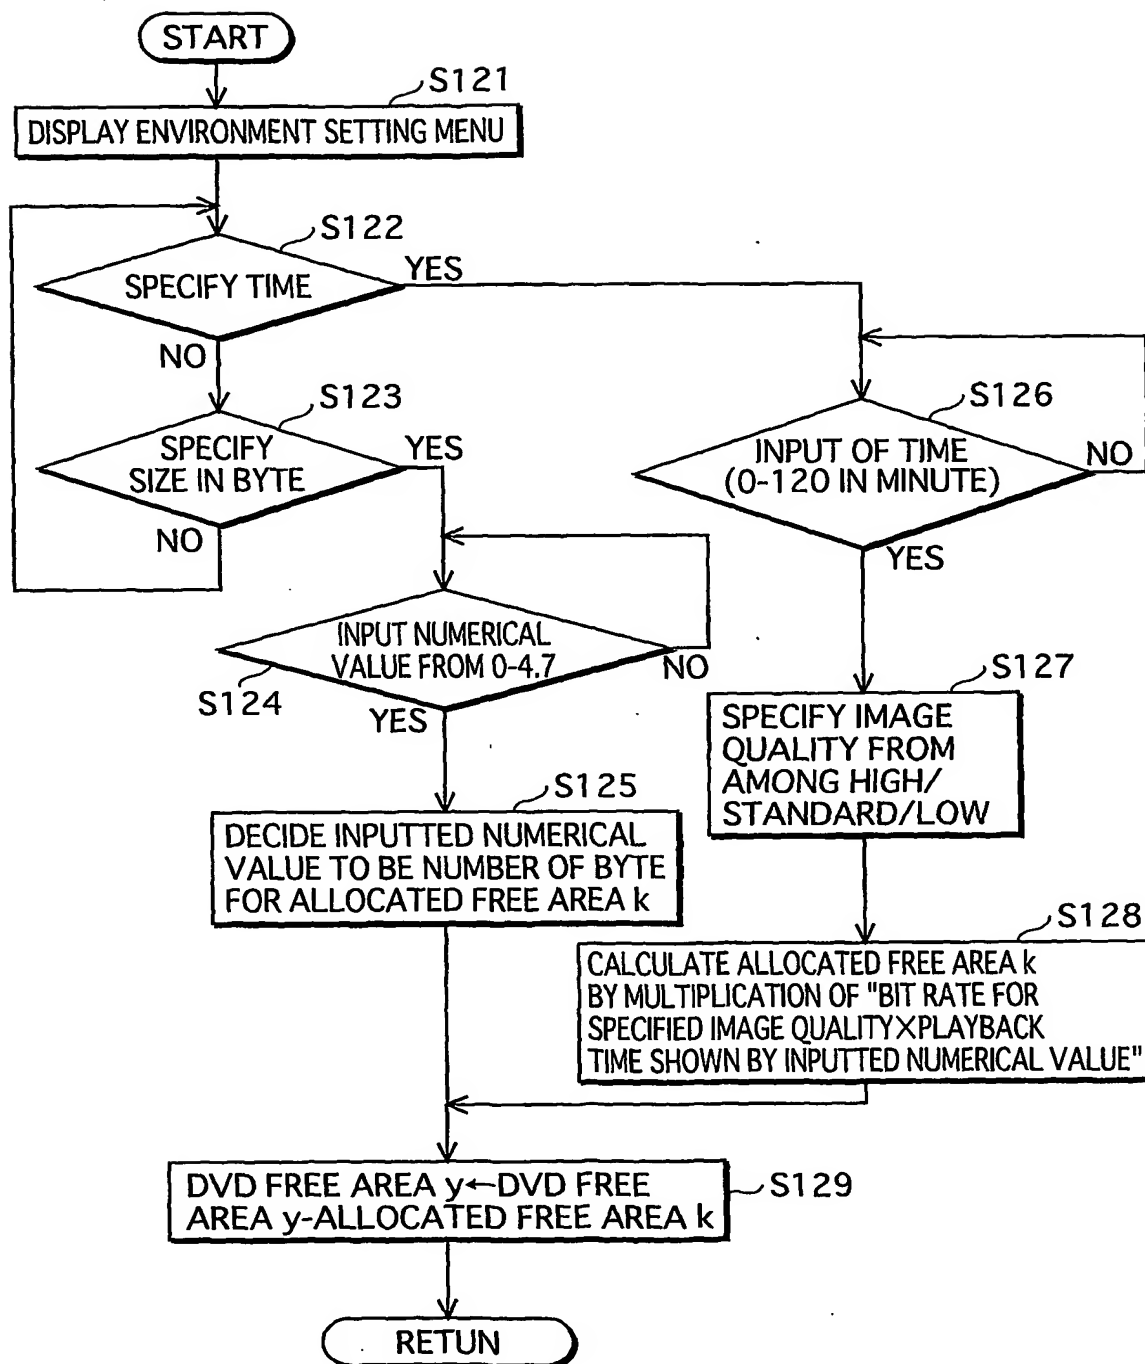 START
S121
DISPLAY ENVIRONMENT SETTING MENU
S122
SPECIFY TIME
YES
NO
S123
SPECIFY
SIZE IN BYTE
YES
NO
S126
INPUT OF TIME
(0-120 IN MINUTE)
NO
YES
INPUT NUMERICAL
VALUE FROM 0-4.7
NO
S124
YES
S127
SPECIFY IMAGE
QUALITY FROM
AMONG HIGH/
STANDARD/LOW
S125
DECIDE INPUTTED NUMERICAL
VALUE TO BE NUMBER OF BYTE
FOR ALLOCATED FREE AREA k
S128
CALCULATE ALLOCATED FREE AREA k
BY MULTIPLICATION OF "BIT RATE FOR
SPECIFIED IMAGE QUALITY×PLAYBACK
TIME SHOWN BY INPUTTED NUMERICAL VALUE"
DVD FREE AREA y←DVD FREE
AREA y-ALLOCATED FREE AREA k
S129
RETUN